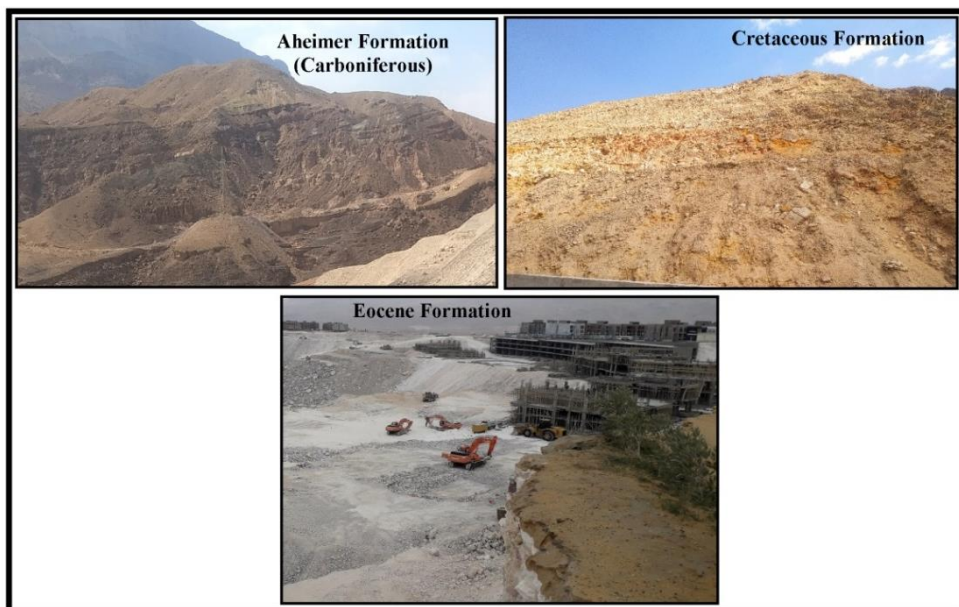 Aheimer Formation
(Carboniferous)
Cretaceous Formation
Eocene Formation